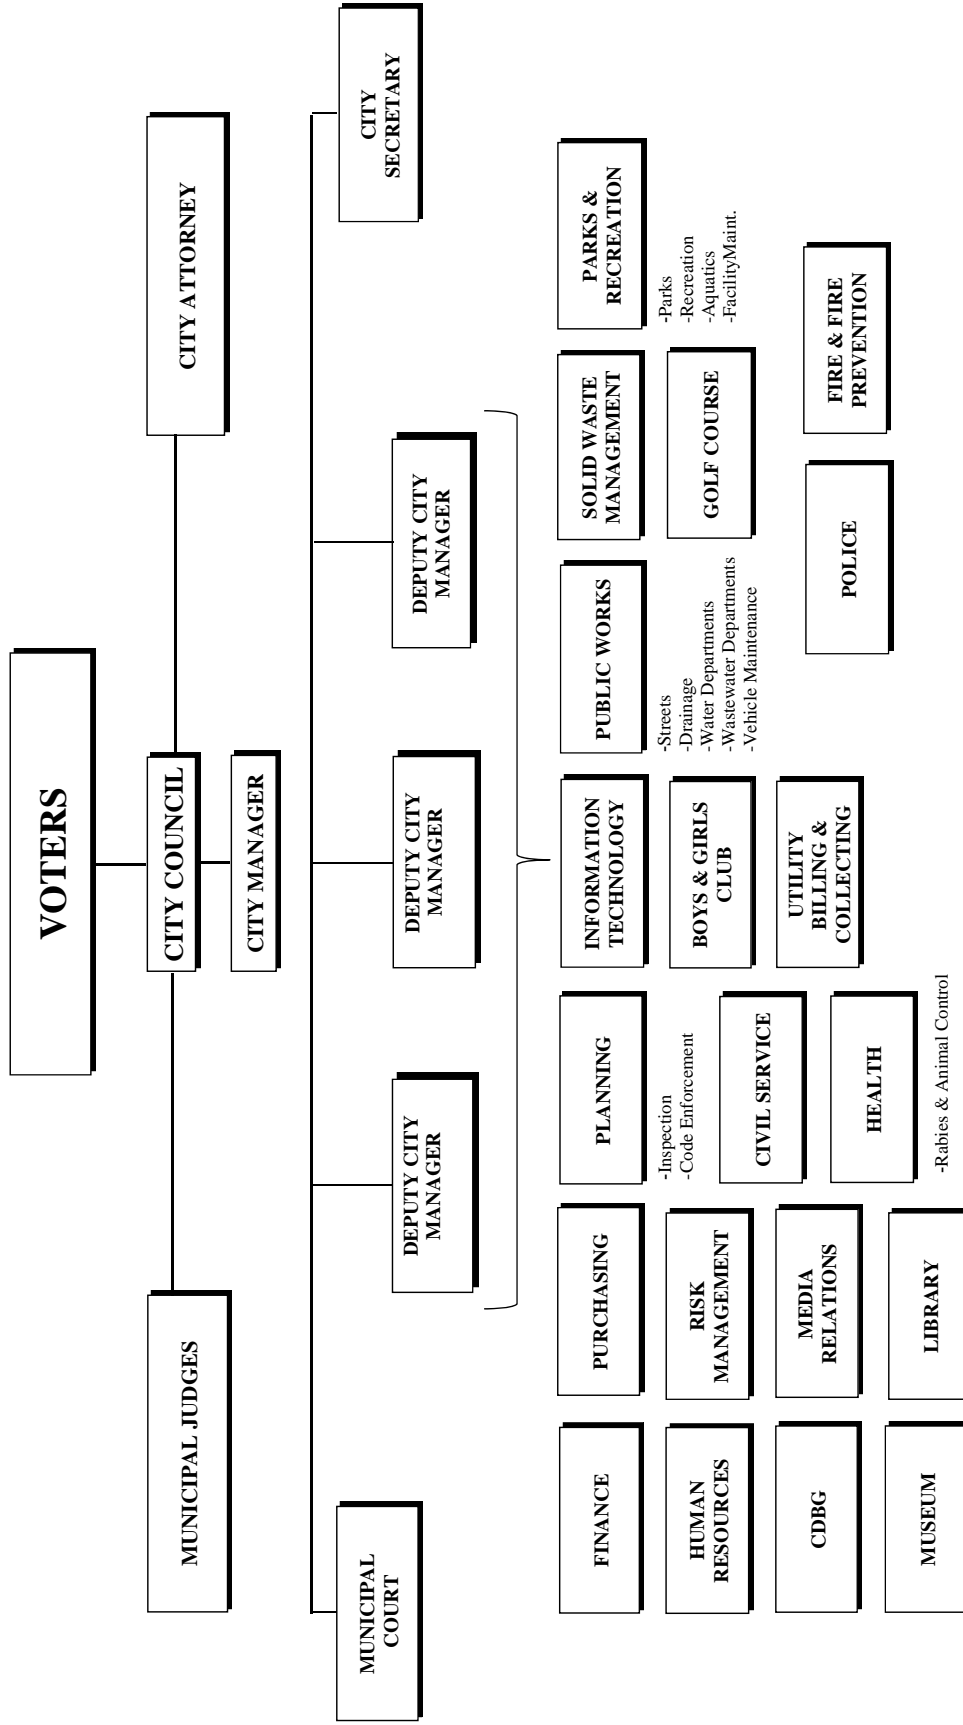 VOTERS
MUNICIPAL JUDGES
CITY COUNCIL
CITY ATTORNEY
CITY MANAGER
MUNICIPAL
COURT
CITY
SECRETARY
DEPUTY CITY
MANAGER
DEPUTY CITY
MANAGER
DEPUTY CITY
MANAGER
FINANCE
HUMAN
RESOURCES
CDBG
MUSEUM
PURCHASING
RISK
MANAGEMENT
MEDIA
RELATIONS
LIBRARY
PLANNING
-Inspection
-Code Enforcement
CIVIL SERVICE
HEALTH
-Rabies & Animal Control
INFORMATION
TECHNOLOGY
BOYS & GIRLS
CLUB
UTILITY
BILLING &
COLLECTING
PUBLIC WORKS
-Streets
-Drainage
-Water Departments
-Wastewater Departments
-Vehicle Maintenance
POLICE
SOLID WASTE
MANAGEMENT
GOLF COURSE
PARKS &
RECREATION
-Parks
-Recreation
-Aquatics
-FacilityMaint.
FIRE & FIRE
PREVENTION